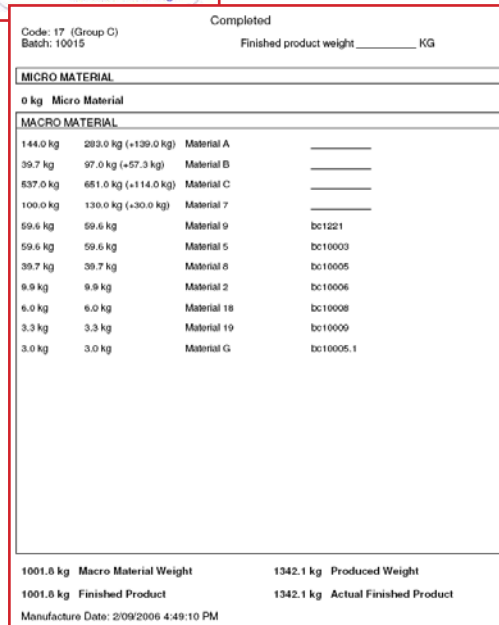 Completed
Code: 17 (Group C)
Batch: 10015 Finished product weight __________ KG
MICRO MATERIAL
0 kg Micro Material
MACRO MATERIAL
144.0 kg 283.0 kg (+139.0 kg) Material A __________
39.7 kg 97.0 kg (+57.3 kg) Material B __________
537.0 kg 651.0 kg (+114.0 kg) Material C __________
100.0 kg 130.0 kg (+30.0 kg) Material 7 __________
59.6 kg 59.6 kg Material 9 bc1221
59.6 kg 59.6 kg Material 5 bc10003
39.7 kg 39.7 kg Material 8 bc10005
9.9 kg 9.9 kg Material 2 bc10006
6.0 kg 6.0 kg Material 18 bc10008
3.3 kg 3.3 kg Material 19 bc10009
3.0 kg 3.0 kg Material G bc10005.1
1001.8 kg Macro Material Weight 1342.1 kg Produced Weight
1001.8 kg Finished Product 1342.1 kg Actual Finished Product
Manufacture Date: 2/09/2006 4:49:10 PM